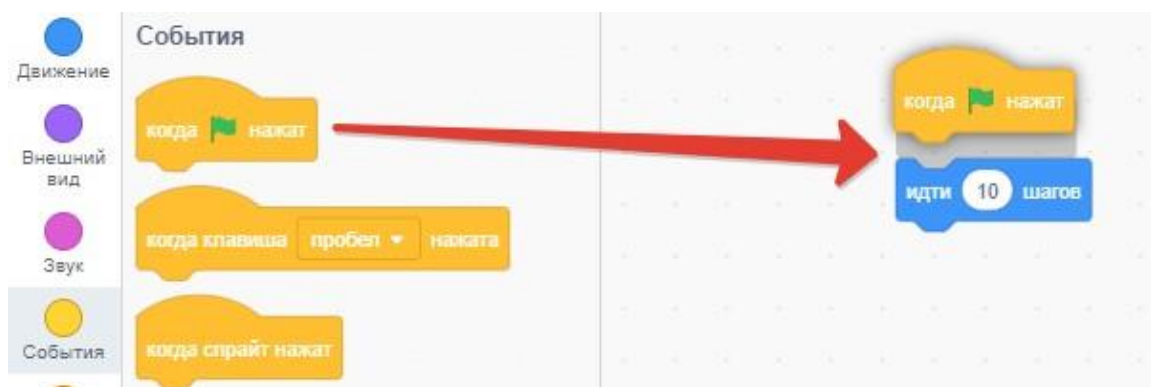 События
Движение
Внешний
вид
Звук
События
когда нажат
когда клавиша пробел нажата
когда спрайт нажат
когда нажат
идти 10 шагов